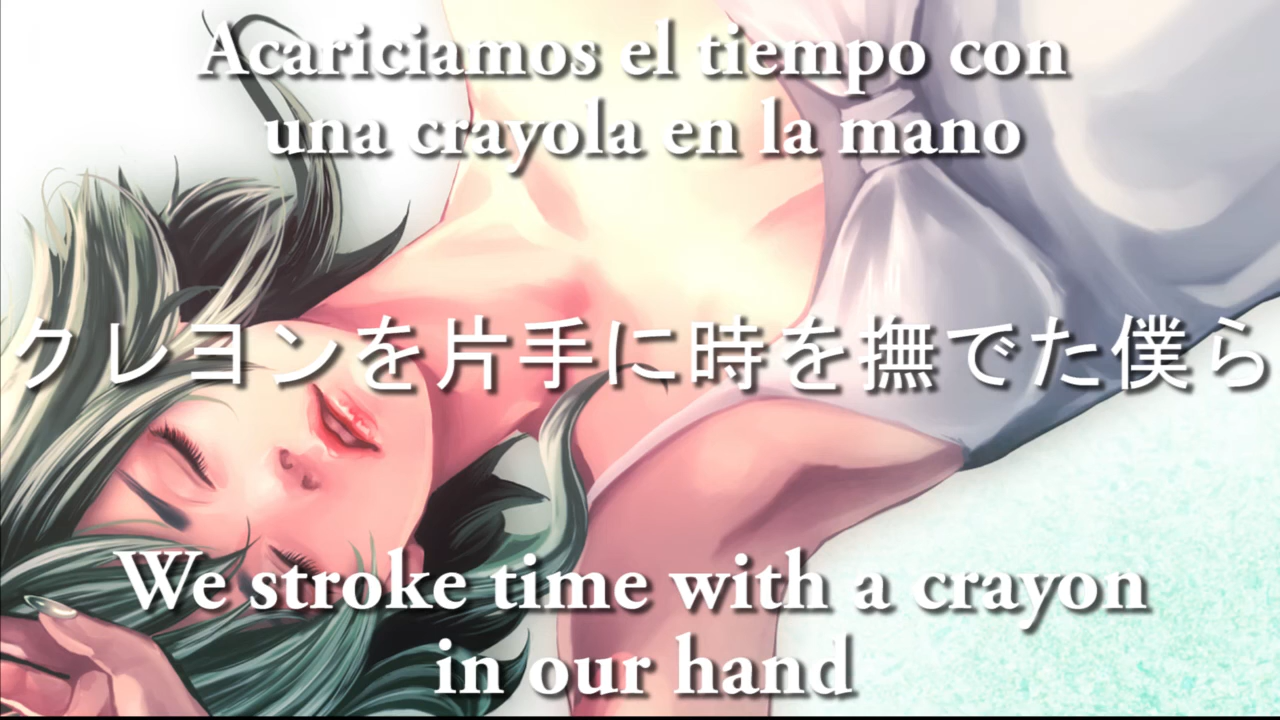 Acariciamos el tiempo con
una crayola en la mano
クレヨンを片手に時を撫でた僕ら
We stroke time with a crayon
in our hand